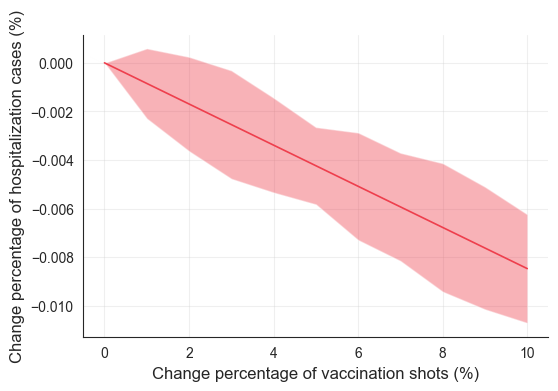 Change percentage of hospitalization cases (%)
0.000
−0.002
−0.004
−0.006
−0.008
−0.010
0 2 4 6 8 10
Change percentage of vaccination shots (%)